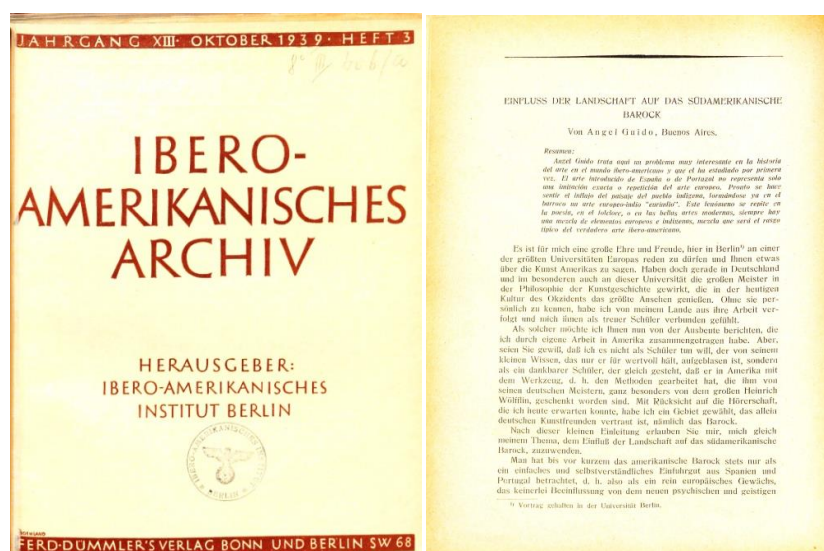 JAHRGANG XIII · OKTOBER 1939 · HEFT 3
IBERO-
AMERIKANISCHES
ARCHIV
HERAUSGEBER:
IBERO-AMERIKANISCHES
INSTITUT BERLIN
IBERO-AMERIKANISCHES INSTITUT
BERLIN
FERD·DÜMMLER'S VERLAG BONN UND BERLIN SW 68
EINFLUSS DER LANDSCHAFT AUF DAS SÜDAMERIKANISCHE
BAROCK
Von Angel Guido, Buenos Aires.
Resumen:
Angel Guido trata aquí un problema muy interesante en la historia
del arte en el mundo ibero-americano y que el ha estudiado por primera
vez. El arte introducido de España o de Portugal no representa solo
una imitación exacta o repetición del arte europeo. Pronto se hace
sentir el influjo del paisaje del pueblo indígena, formándose ya en el
barroco un arte europeo-indio "eurindio". Este fenómeno se repite en
la poesía, en el folclore, o en las bellas artes modernas, siempre hay
una mezcla de elementos europeos e indígenas, mezcla que será el rasgo
típico del verdadero arte ibero-americano.
Es ist für mich eine große Ehre und Freude, hier in Berlin¹) an einer
der größten Universitäten Europas reden zu dürfen und Ihnen etwas
über die Kunst Amerikas zu sagen. Haben doch gerade in Deutschland
und im besonderen auch an dieser Universität die großen Meister in
der Philosophie der Kunstgeschichte gewirkt, die in der heutigen
Kultur des Okzidents das größte Ansehen genießen. Ohne sie per-
sönlich zu kennen, habe ich von meinem Lande aus ihre Arbeit ver-
folgt und mich ihnen als treuer Schüler verbunden gefühlt.
Als solcher möchte ich Ihnen nun von der Ausbeute berichten, die
ich durch eigene Arbeit in Amerika zusammengetragen habe. Aber,
seien Sie gewiß, daß ich es nicht als Schüler tun will, der von seinem
kleinen Wissen, das nur er für wertvoll hält, aufgeblasen ist, sondern
als ein dankbarer Schüler, der gleich gesteht, daß er in Amerika mit
dem Werkzeug, d. h. den Methoden gearbeitet hat, die ihm von
seinen deutschen Meistern, ganz besonders von dem großen Heinrich
Wölfflin, geschenkt worden sind. Mit Rücksicht auf die Hörerschaft,
die ich heute erwarten konnte, habe ich ein Gebiet gewählt, das allein
deutschen Kunstfreunden vertraut ist, nämlich das Barock.
Nach dieser kleinen Einleitung erlauben Sie mir, mich gleich
meinem Thema, dem Einfluß der Landschaft auf das südamerikanische
Barock, zuzuwenden.
Man hat bis vor kurzem das amerikanische Barock stets nur als
ein einfaches und selbstverständliches Einfuhrgut aus Spanien und
Portugal betrachtet, d. h. also als ein rein europäisches Gewächs,
das keinerlei Beeinflussung von dem neuen psychischen und geistigen
¹) Vortrag gehalten in der Universität Berlin.